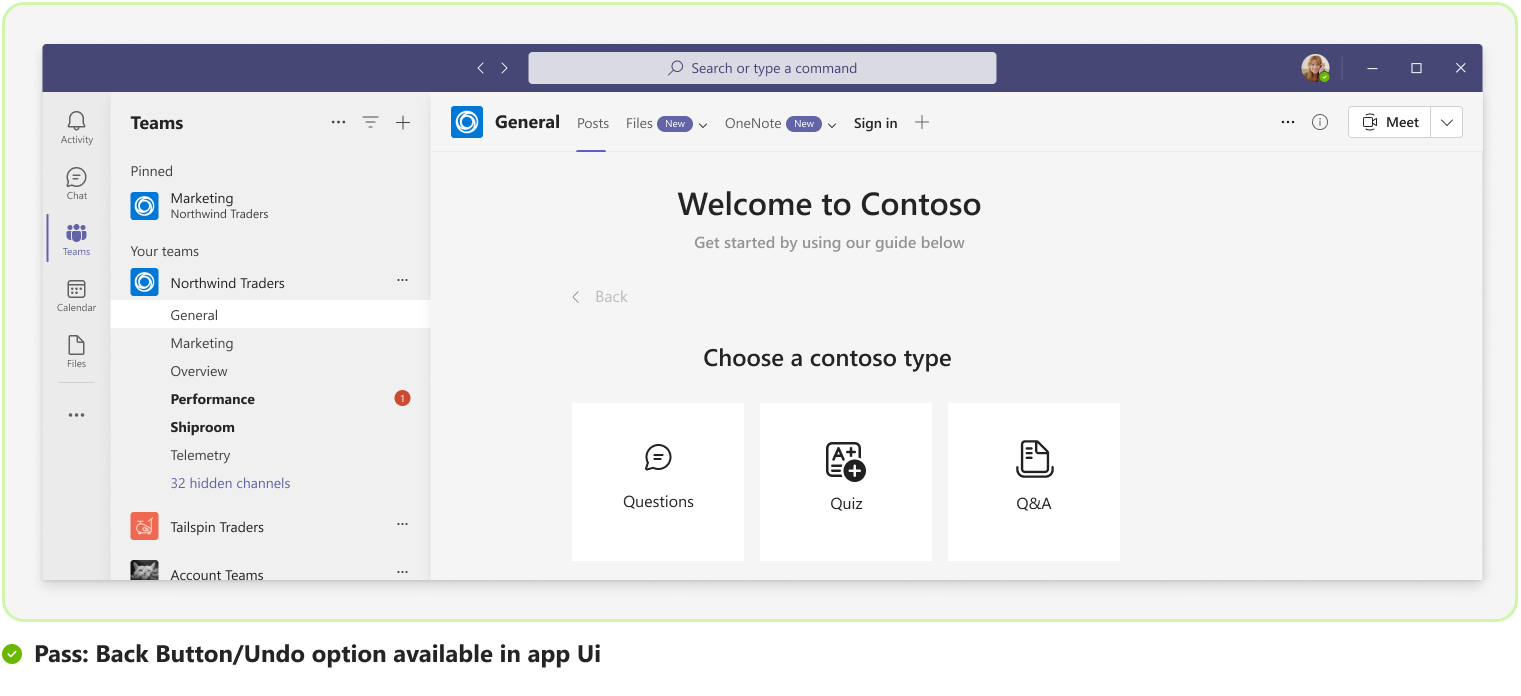 Search or type a command
Activity
Chat
Teams
Calendar
Files
Teams
Pinned
Marketing
Northwind Traders
Your teams
Northwind Traders
General
Marketing
Overview
Performance
1
Shiproom
Telemetry
32 hidden channels
Tailspin Traders
Account Teams
General Posts Files New OneNote New Sign in
Meet
Welcome to Contoso
Get started by using our guide below
Back
Choose a contoso type
Questions
A+
Quiz
Q&A
Pass: Back Button/Undo option available in app Ui